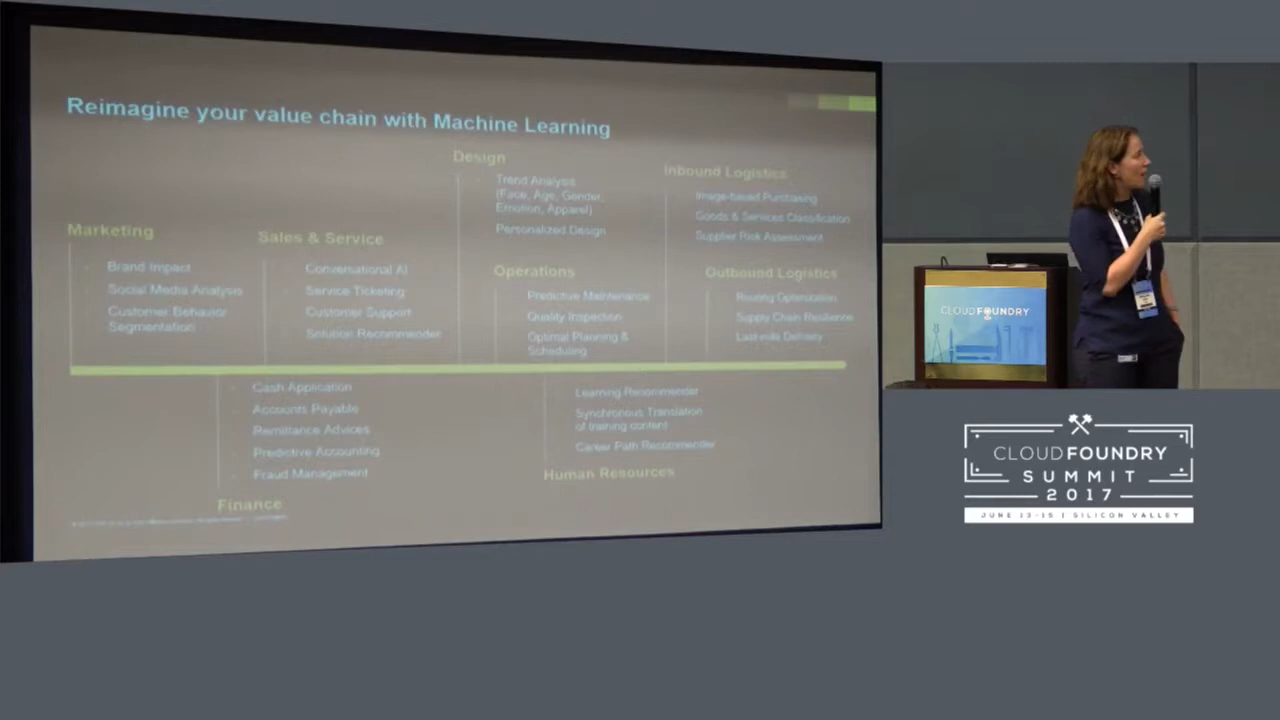 Reimagine your value chain with Machine Learning
Design
Trend Analysis
(Face, Age, Gender,
Emotion, Apparel)
Personalized Design
Inbound Logistics
Image-based Purchasing
Goods & Services Classification
Supplier Risk Assessment
Marketing
Brand Impact
Social Media Analysis
Customer Behavior
Segmentation
Sales & Service
Conversational AI
Service Ticketing
Customer Support
Solution Recommender
Operations
Predictive Maintenance
Quality Inspection
Optimal Planning &
Scheduling
Outbound Logistics
Routing Optimization
Supply Chain Resilience
Last mile Delivery
Cash Application
Accounts Payable
Remittance Advices
Predictive Accounting
Fraud Management
Finance
Learning Recommender
Synchronous Translation
of training content
Career Path Recommender
Human Resources
CLOUDFOUNDRY
CLOUDFOUNDRY
SUMMIT
2017
JUNE 13-15 | SILICON VALLEY